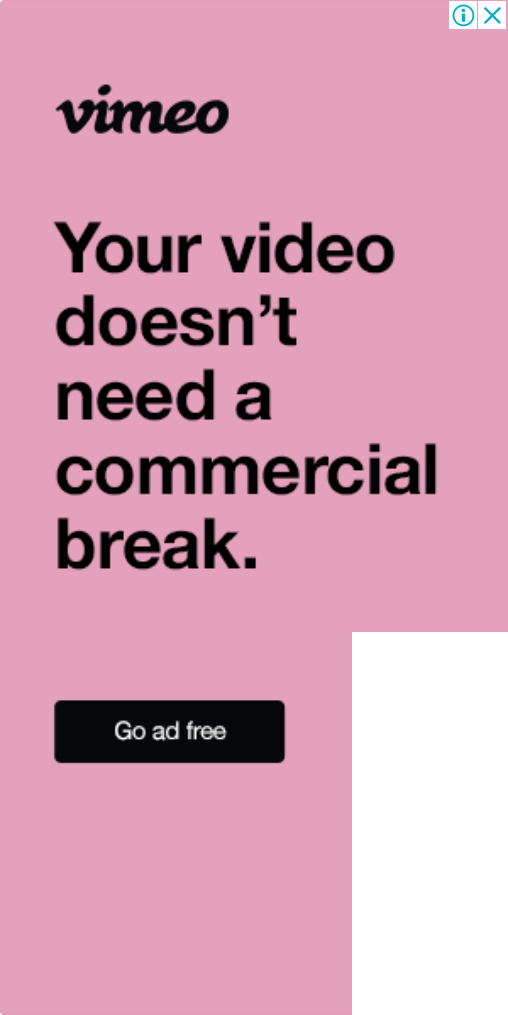 vimeo
Your video
doesn’t
need a
commercial
break.
Go ad free